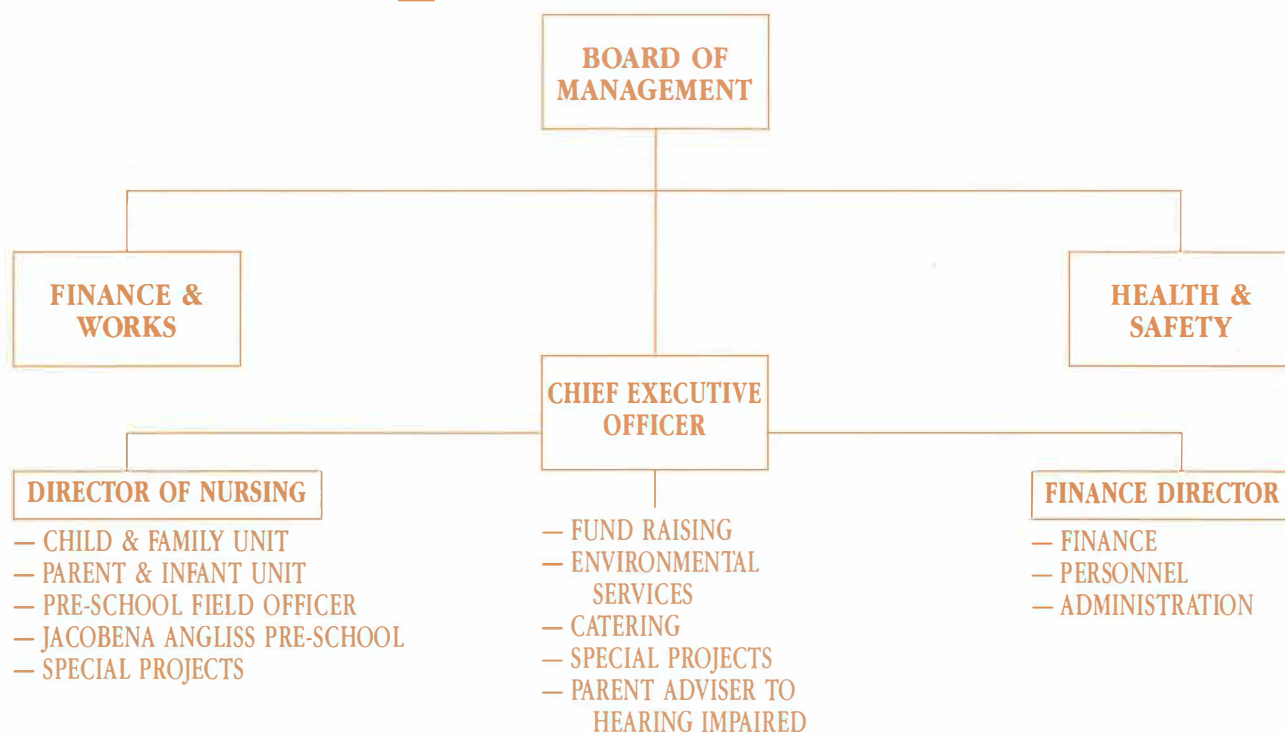 BOARD OF
MANAGEMENT
FINANCE &
WORKS
HEALTH &
SAFETY
CHIEF EXECUTIVE
OFFICER
DIRECTOR OF NURSING
— CHILD & FAMILY UNIT
— PARENT & INFANT UNIT
— PRE-SCHOOL FIELD OFFICER
— JACOBENA ANGLISS PRE-SCHOOL
— SPECIAL PROJECTS
— FUND RAISING
— ENVIRONMENTAL
SERVICES
— CATERING
— SPECIAL PROJECTS
— PARENT ADVISER TO
HEARING IMPAIRED
FINANCE DIRECTOR
— FINANCE
— PERSONNEL
— ADMINISTRATION